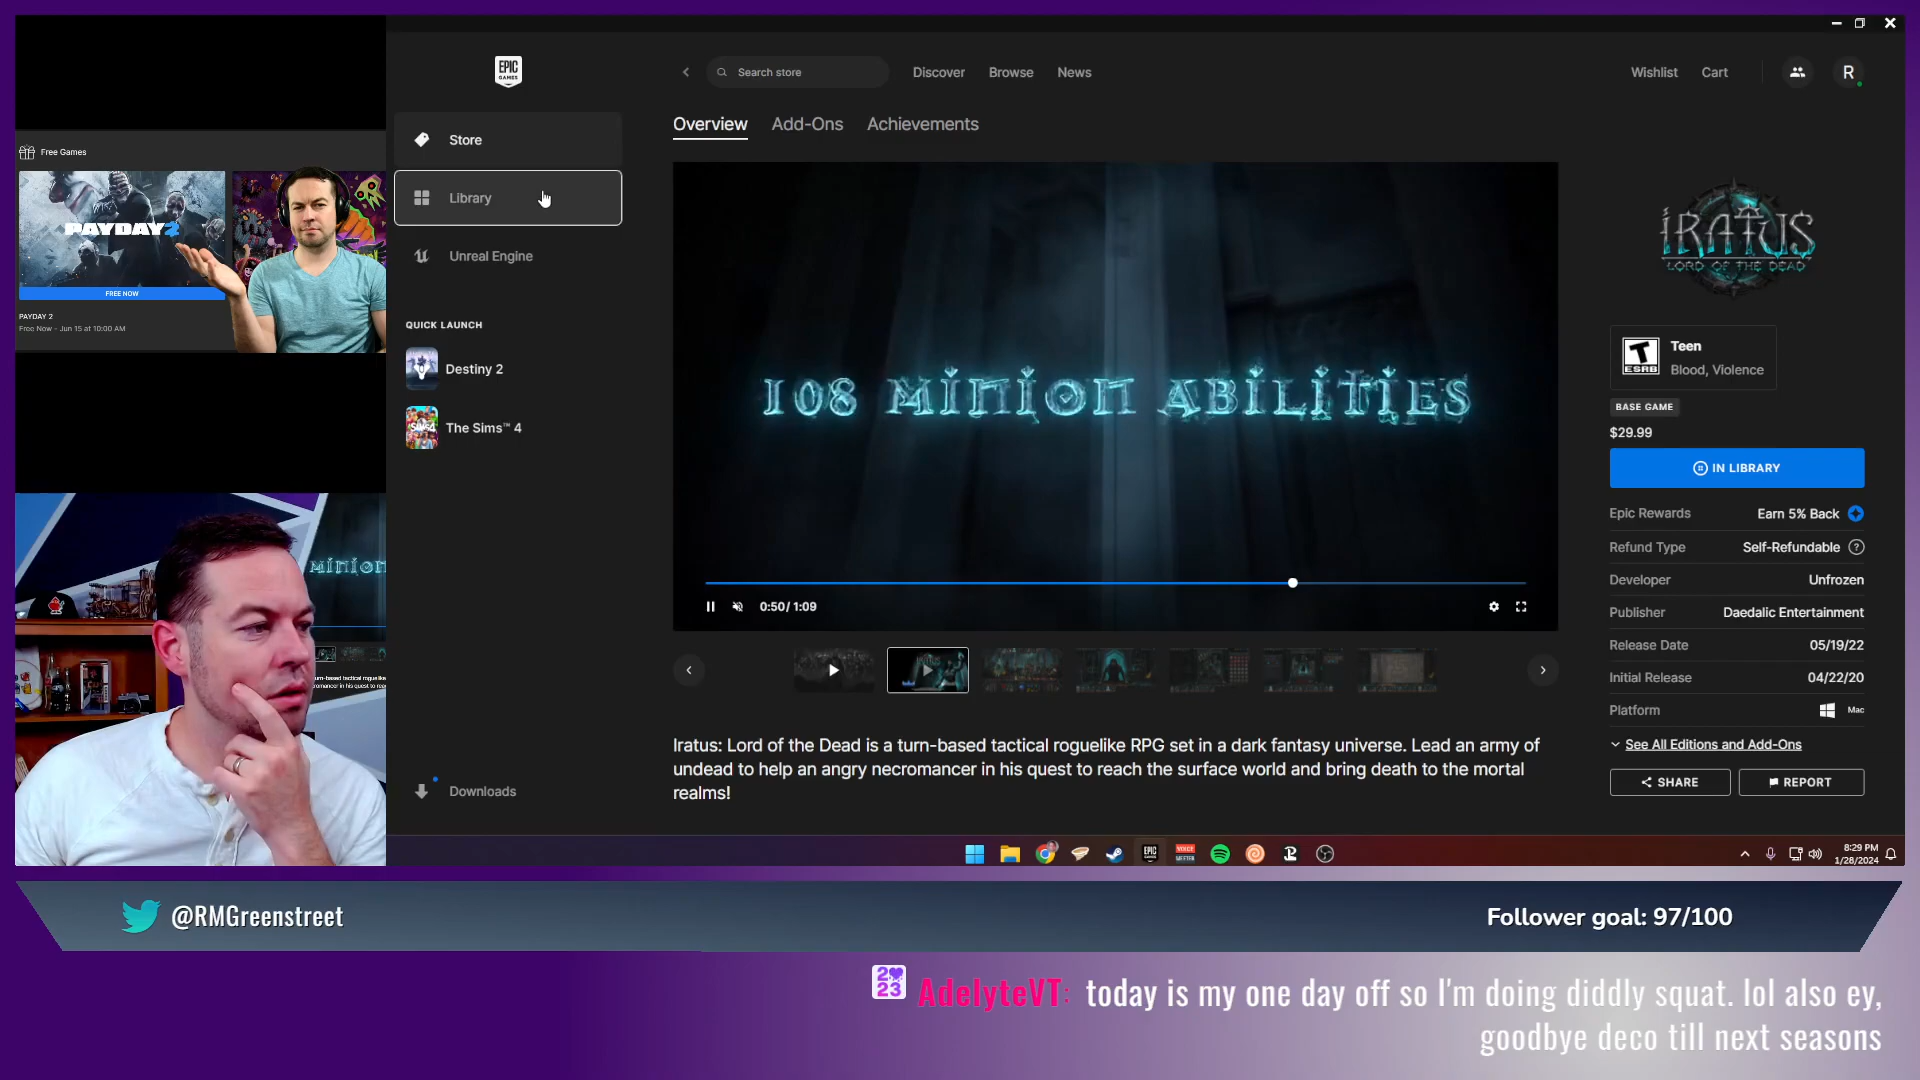 EPIC
GAMES
Search store
Discover
Browse
News
Wishlist
Cart
R
Store
Library
Unreal Engine
QUICK LAUNCH
Destiny 2
The Sims™ 4
Downloads
Overview
Add-Ons
Achievements
108 MINION ABILITIES
0:50 / 1:09
Iratus: Lord of the Dead is a turn-based tactical roguelike RPG set in a dark fantasy universe. Lead an army of
undead to help an angry necromancer in his quest to reach the surface world and bring death to the mortal
realms!
IRATUS
LORD OF THE DEAD
T
ESRB
Teen
Blood, Violence
BASE GAME
$29.99
IN LIBRARY
Epic Rewards
Earn 5% Back
Refund Type
Self-Refundable
Developer
Unfrozen
Publisher
Daedalic Entertainment
Release Date
05/19/22
Initial Release
04/22/20
Platform
Mac
See All Editions and Add-Ons
SHARE
REPORT
Free Games
PAYDAY 2
FREE NOW
PAYDAY 2
Free Now - Jun 15 at 10:00 AM
MINION
8:29 PM
1/28/2024
@RMGreenstreet
Follower goal: 97/100
2023
AdelyteVT: today is my one day off so I'm doing diddly squat. lol also ey,
goodbye deco till next seasons